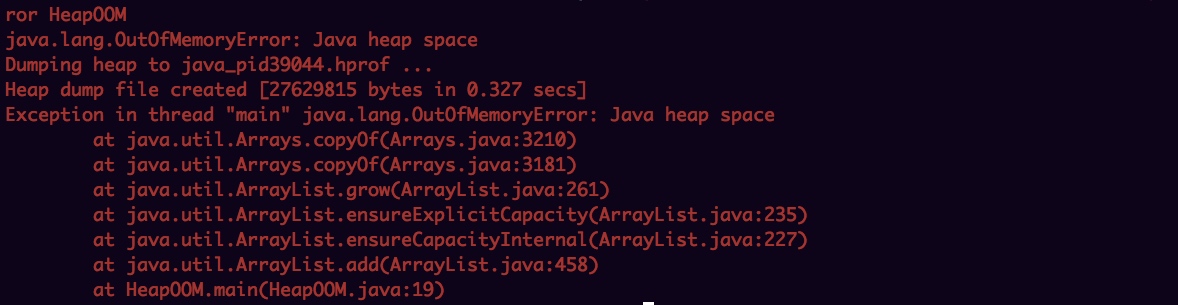 ror HeapOOM
java.lang.OutOfMemoryError: Java heap space
Dumping heap to java_pid39044.hprof ...
Heap dump file created [27629815 bytes in 0.327 secs]
Exception in thread "main" java.lang.OutOfMemoryError: Java heap space
        at java.util.Arrays.copyOf(Arrays.java:3210)
        at java.util.Arrays.copyOf(Arrays.java:3181)
        at java.util.ArrayList.grow(ArrayList.java:261)
        at java.util.ArrayList.ensureExplicitCapacity(ArrayList.java:235)
        at java.util.ArrayList.ensureCapacityInternal(ArrayList.java:227)
        at java.util.ArrayList.add(ArrayList.java:458)
        at HeapOOM.main(HeapOOM.java:19)